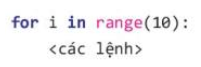 for i in range(10):
<các lệnh>